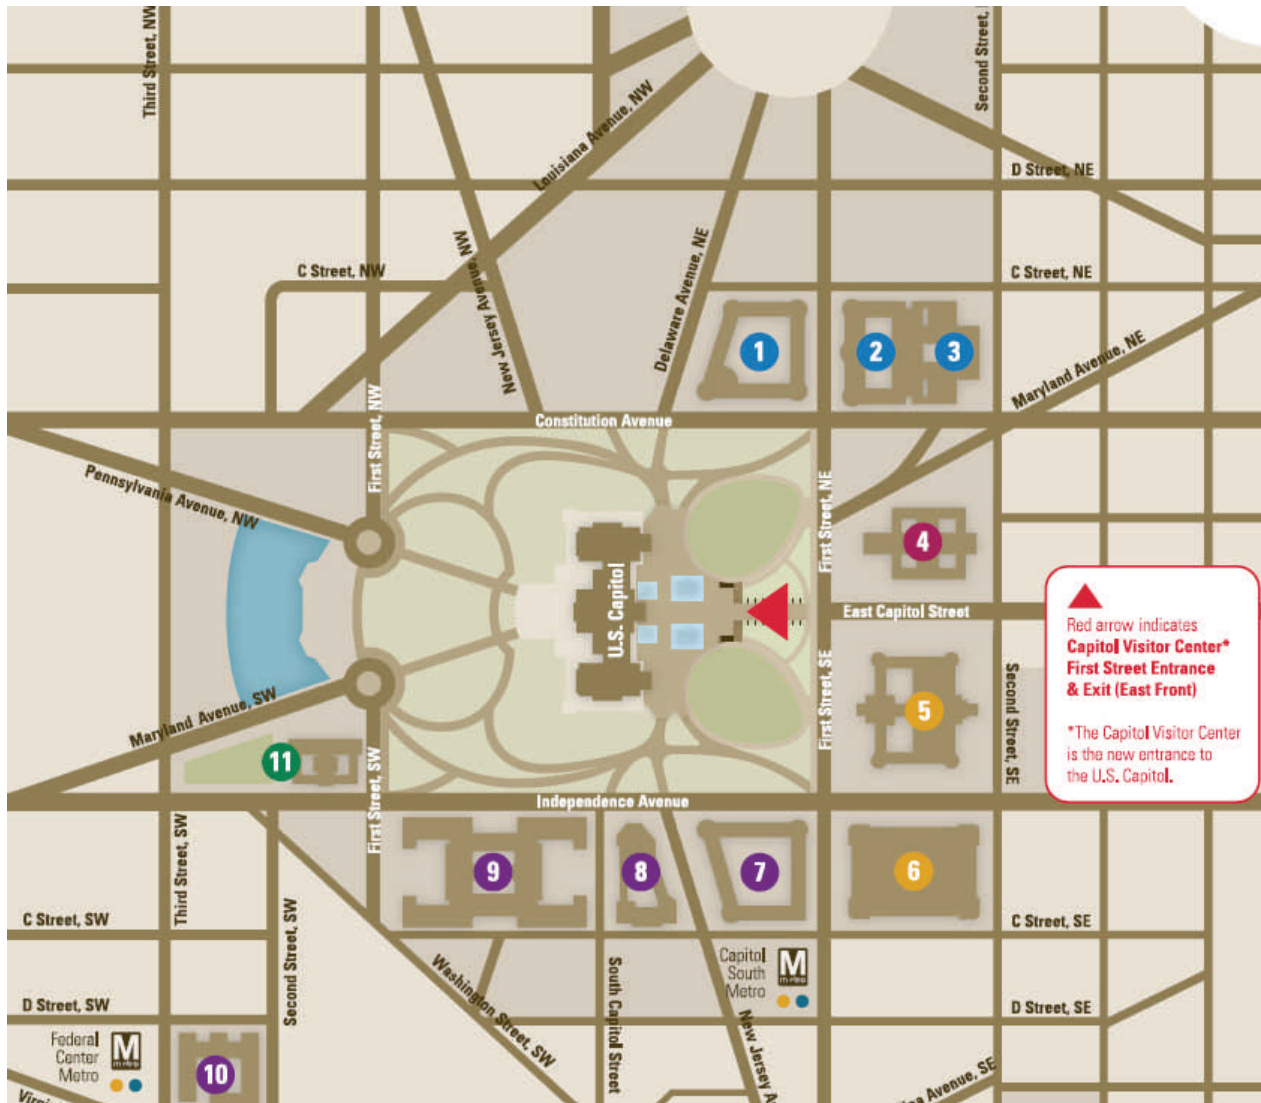 Third Street, NW
Second Street,
Louisiana Avenue, NW
D Street, NE
C Street, NW
New Jersey Avenue, NW
Delaware Avenue, NE
C Street, NE
1
2
3
Maryland Avenue, NE
First Street, NW
Constitution Avenue
Pennsylvania Avenue, NW
First Street, NE
4
U.S. Capitol
East Capitol Street
Red arrow indicates
Capitol Visitor Center*
First Street Entrance
& Exit (East Front)
*The Capitol Visitor Center
is the new entrance to
the U.S. Capitol.
First Street, SE
5
Second Street, SE
Maryland Avenue, SW
11
First Street, SW
Independence Avenue
Third Street, SW
9
8
7
6
C Street, SW
Second Street, SW
C Street, SE
Washington Street, SW
South Capitol Street
Capitol
South
Metro
M
metro
New Jersey A
D Street, SW
D Street, SE
Federal
Center
Metro
M
metro
10
Virgi
ina Avenue, SE